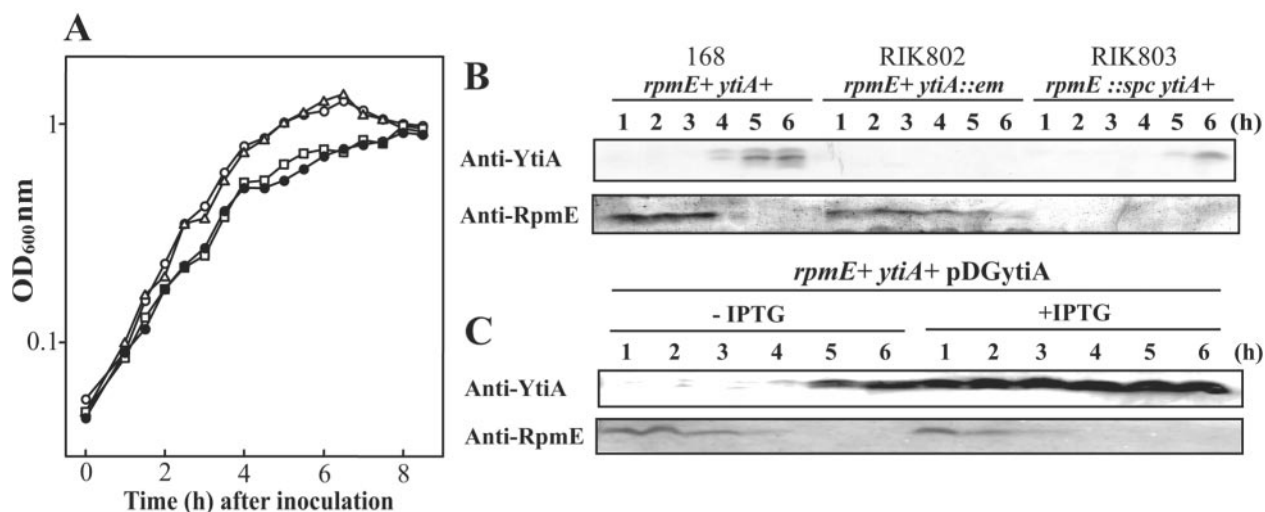 A
OD600nm
1
0.1
0 2 4 6 8
Time (h) after inoculation
B
168 RIK802 RIK803
rpmE+ ytiA+ rpmE+ ytiA::em rpmE ::spc ytiA+
1 2 3 4 5 6 1 2 3 4 5 6 1 2 3 4 5 6 (h)
Anti-YtiA
Anti-RpmE
rpmE+ ytiA+ pDGytiA
C
- IPTG +IPTG
1 2 3 4 5 6 1 2 3 4 5 6 (h)
Anti-YtiA
Anti-RpmE